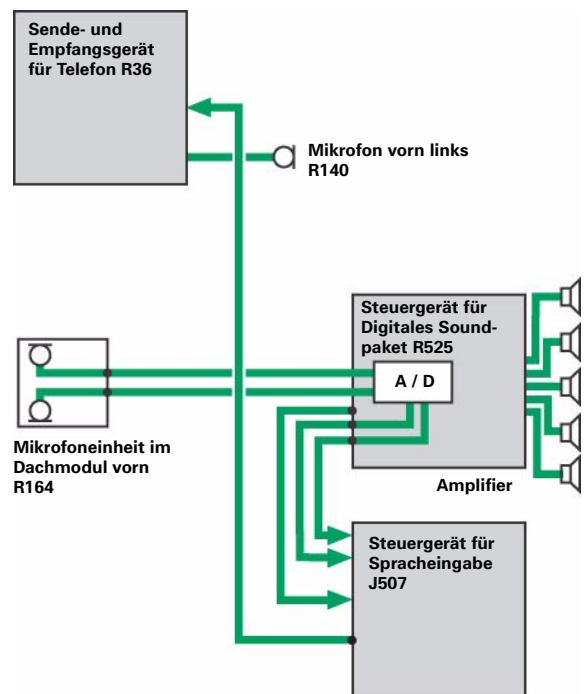 Sende- und
Empfangsgerät
für Telefon R36
Mikrofon vorn links
R140
Steuergerät für
Digitales Sound-
paket R525
A / D
Mikrofoneinheit im
Dachmodul vorn
R164
Amplifier
Steuergerät für
Spracheingabe
J507